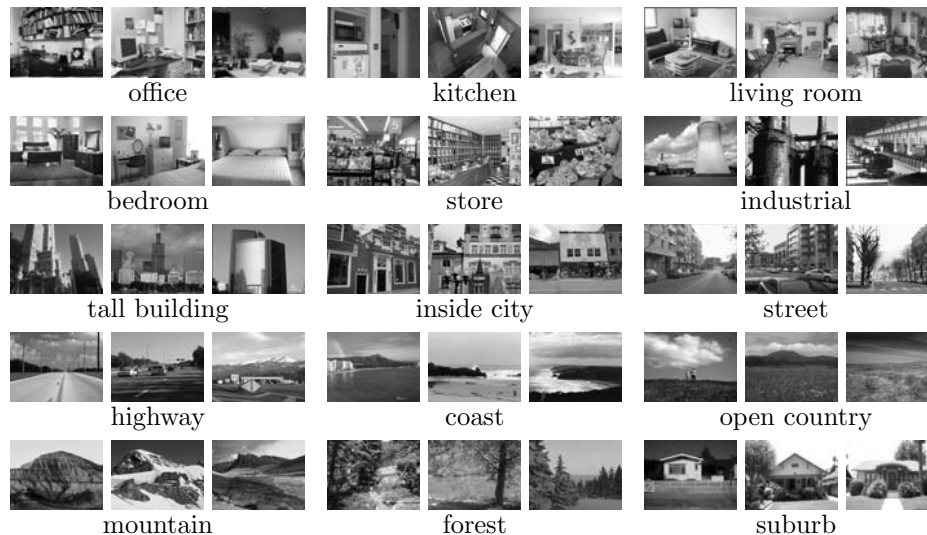 office
kitchen
living room
bedroom
store
industrial
tall building
inside city
street
highway
coast
open country
mountain
forest
suburb